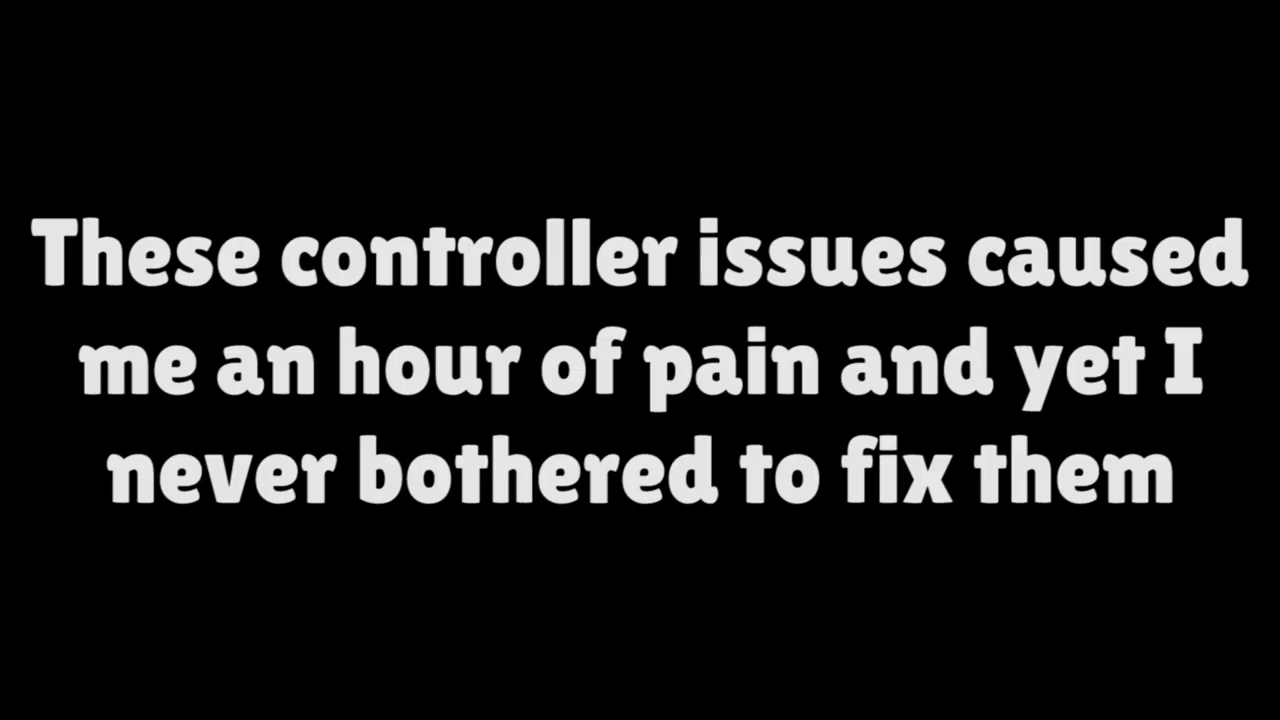 These controller issues caused
me an hour of pain and yet I
never bothered to fix them